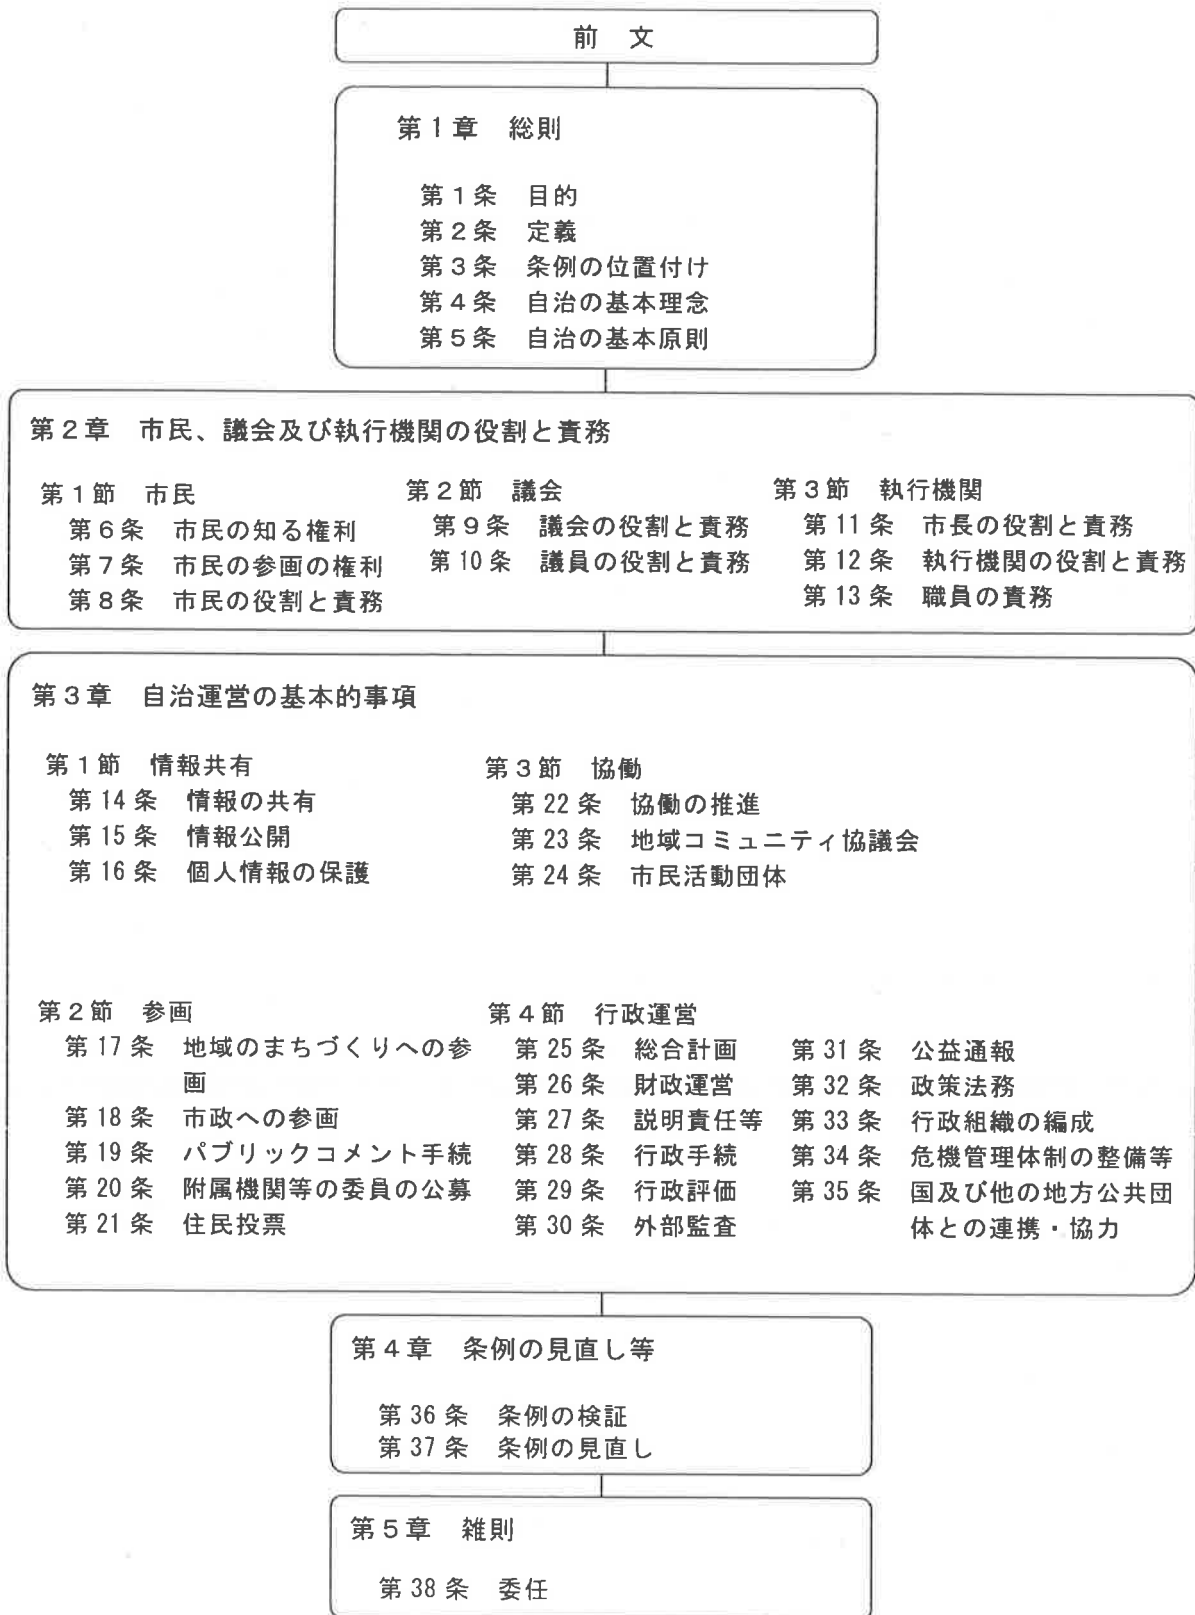 前　文
第１章　総則
第１条　目的
第２条　定義
第３条　条例の位置付け
第４条　自治の基本理念
第５条　自治の基本原則
第２章　市民、議会及び執行機関の役割と責務
第１節　市民
第６条　市民の知る権利
第７条　市民の参画の権利
第８条　市民の役割と責務
第２節　議会
第９条　議会の役割と責務
第10条　議員の役割と責務
第３節　執行機関
第11条　市長の役割と責務
第12条　執行機関の役割と責務
第13条　職員の責務
第３章　自治運営の基本的事項
第１節　情報共有
第14条　情報の共有
第15条　情報公開
第16条　個人情報の保護
第２節　参画
第17条　地域のまちづくりへの参
画
第18条　市政への参画
第19条　パブリックコメント手続
第20条　附属機関等の委員の公募
第21条　住民投票
第３節　協働
第22条　協働の推進
第23条　地域コミュニティ協議会
第24条　市民活動団体
第４節　行政運営
第25条　総合計画
第26条　財政運営
第27条　説明責任等
第28条　行政手続
第29条　行政評価
第30条　外部監査
第31条　公益通報
第32条　政策法務
第33条　行政組織の編成
第34条　危機管理体制の整備等
第35条　国及び他の地方公共団
体との連携・協力
第４章　条例の見直し等
第36条　条例の検証
第37条　条例の見直し
第５章　雑則
第38条　委任